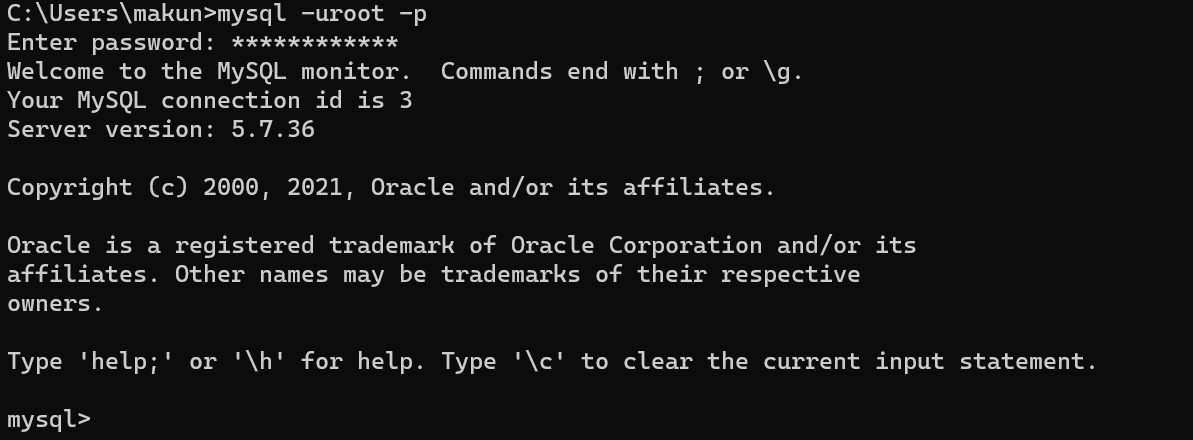 C:\Users\makun>mysql -uroot -p
Enter password: ************
Welcome to the MySQL monitor.  Commands end with ; or \g.
Your MySQL connection id is 3
Server version: 5.7.36
Copyright (c) 2000, 2021, Oracle and/or its affiliates.
Oracle is a registered trademark of Oracle Corporation and/or its
affiliates. Other names may be trademarks of their respective
owners.
Type 'help;' or '\h' for help. Type '\c' to clear the current input statement.
mysql>